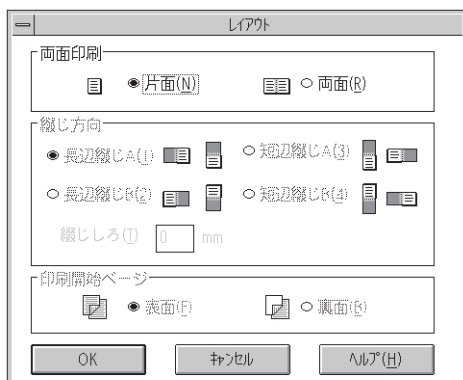 ﾚｲｱｳﾄ
両面印刷
片面(N) 両面(R)
綴じ方向
長辺綴じA(1) 短辺綴じA(3)
長辺綴じB(2) 短辺綴じB(4)
綴じしろ(T) 0 mm
印刷開始ページ
表面(F) 裏面(B)
OK ｷｬﾝｾﾙ ﾍﾙﾌﾟ(H)